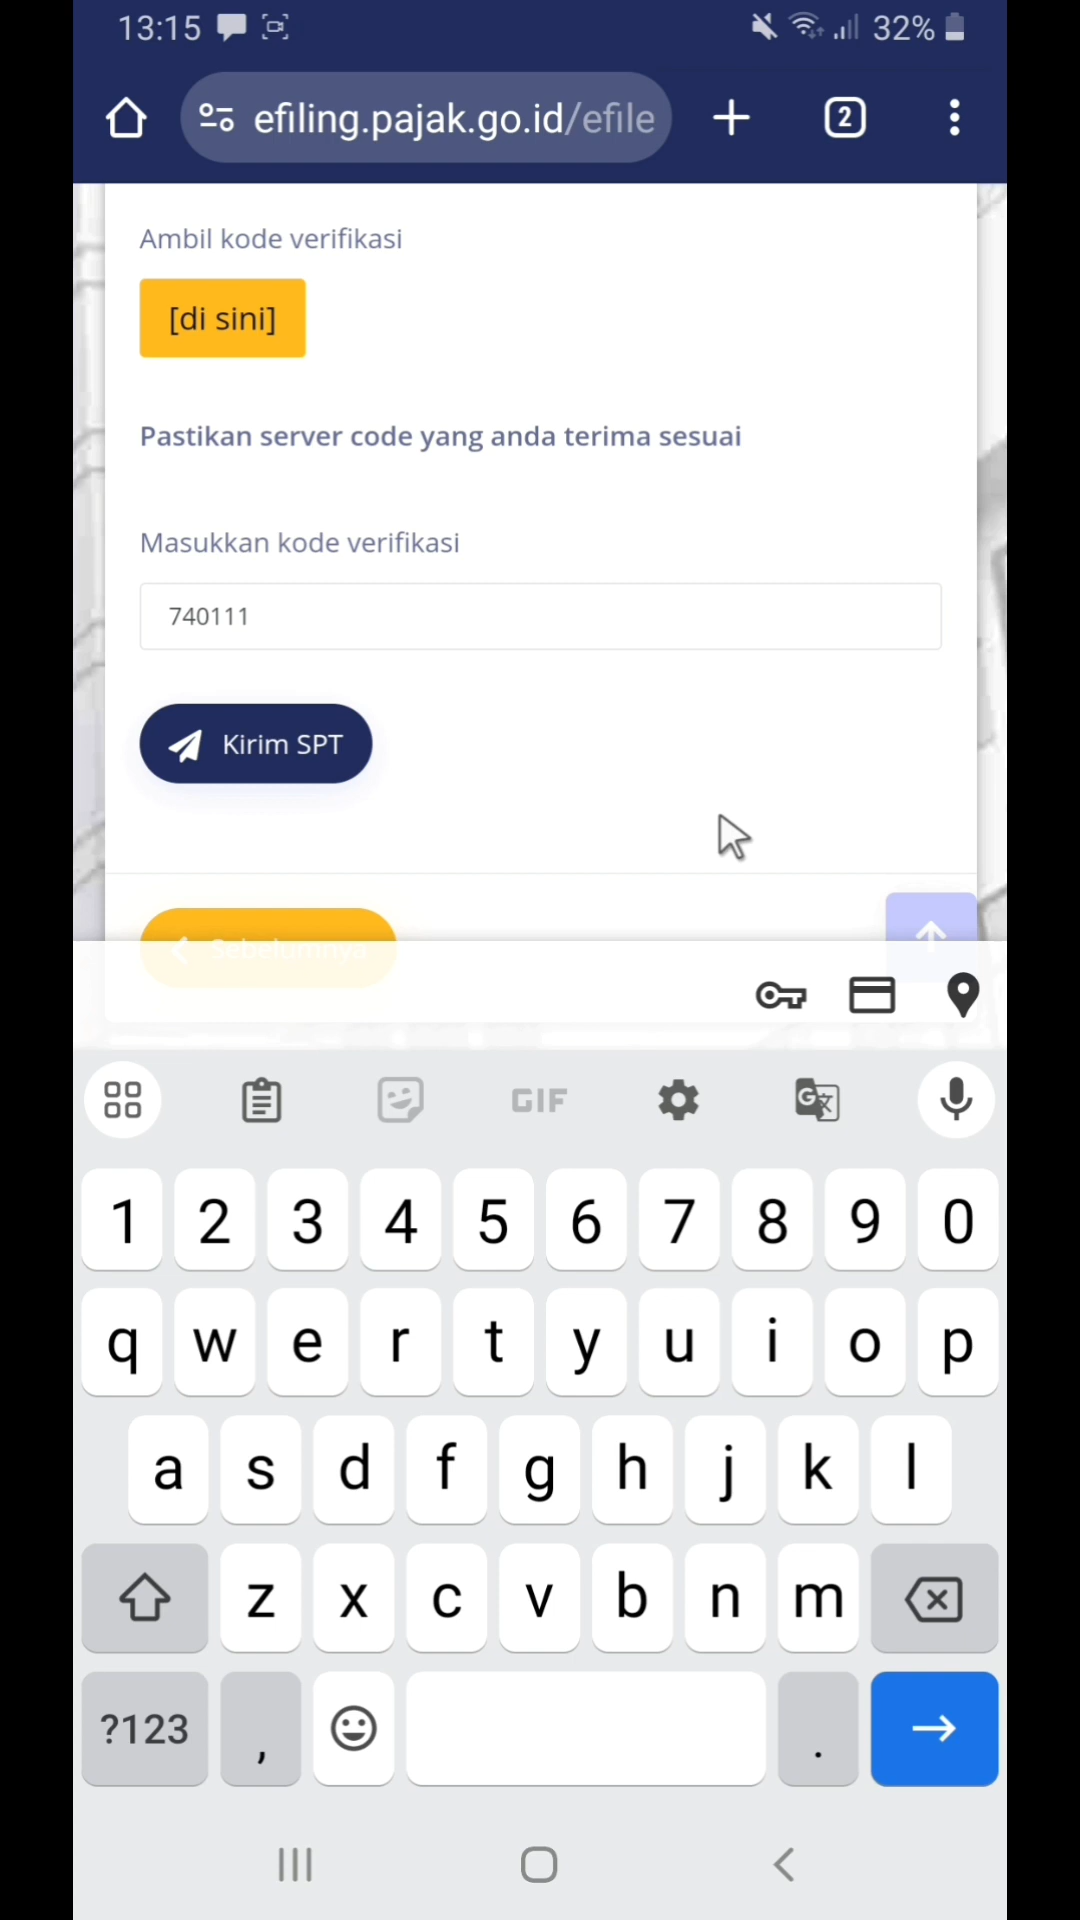 13:15
32%
efiling.pajak.go.id/efile
2
Ambil kode verifikasi
[di sini]
Pastikan server code yang anda terima sesuai
Masukkan kode verifikasi
740111
Kirim SPT
Sebelumnya
GIF
G
1 2 3 4 5 6 7 8 9 0
q w e r t y u i o p
a s d f g h j k l
z x c v b n m
?123 , .